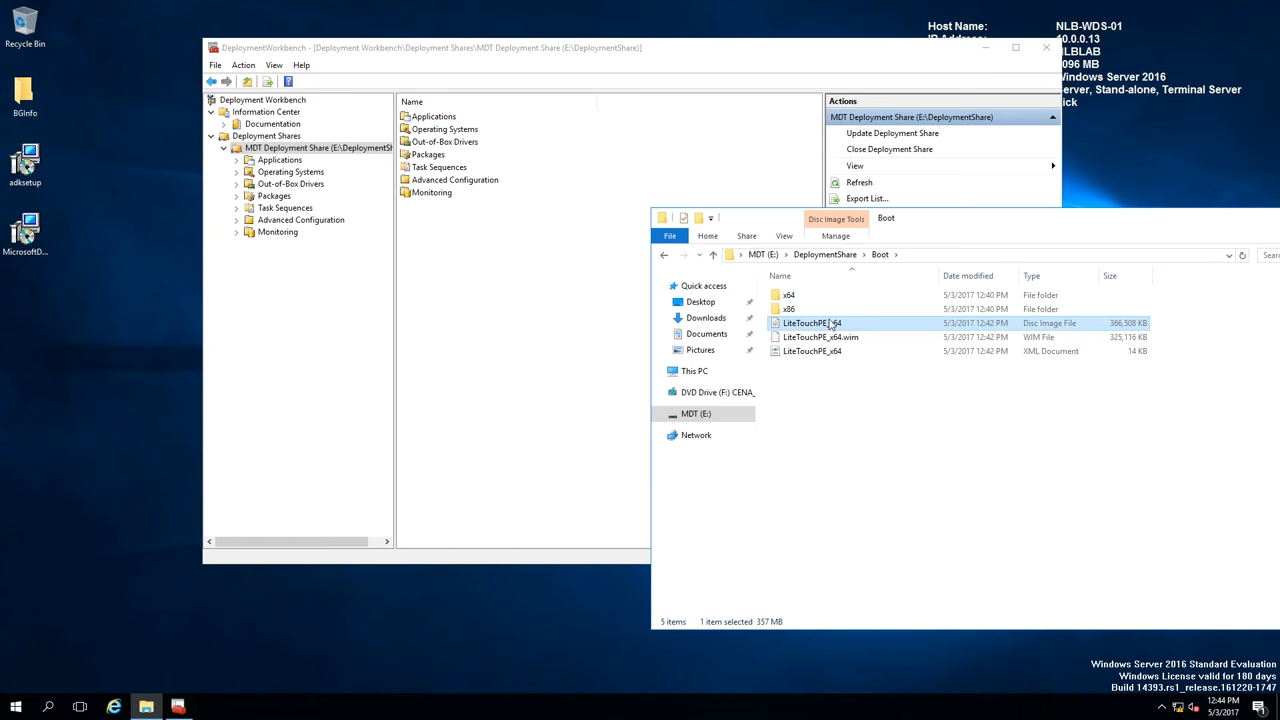 Recycle Bin
BGInfo
adksetup
MicrosoftD...
Host Name: NLB-WDS-01
10.0.0.13
NLBLAB
096 MB
Windows Server 2016
erver, Stand-alone, Terminal Server
ick
DeploymentWorkbench - [Deployment Workbench\Deployment Shares\MDT Deployment Share (E:\DeploymentShare)]
File Action View Help
Deployment Workbench
Information Center
Documentation
Deployment Shares
MDT Deployment Share (E:\DeploymentSh
Applications
Operating Systems
Out-of-Box Drivers
Packages
Task Sequences
Advanced Configuration
Monitoring
Name
Applications
Operating Systems
Out-of-Box Drivers
Packages
Task Sequences
Advanced Configuration
Monitoring
Actions
MDT Deployment Share (E:\DeploymentShare)
Update Deployment Share
Close Deployment Share
View
Refresh
Export List...
Disc Image Tools Boot
File Home Share View Manage
MDT (E:) DeploymentShare Boot Sear
Quick access
Desktop
Downloads
Documents
Pictures
This PC
DVD Drive (F:) CENA_
MDT (E:)
Network
Name Date modified Type Size
x64 5/3/2017 12:40 PM File folder
x86 5/3/2017 12:40 PM File folder
LiteTouchPE_x64 5/3/2017 12:42 PM Disc Image File 366,508 KB
LiteTouchPE_x64.wim 5/3/2017 12:42 PM WIM File 325,116 KB
LiteTouchPE_x64 5/3/2017 12:42 PM XML Document 14 KB
5 items 1 item selected 357 MB
Windows Server 2016 Standard Evaluation
Windows License valid for 180 days
Build 14393.rs1_release.161220-1747
12:44 PM
5/3/2017